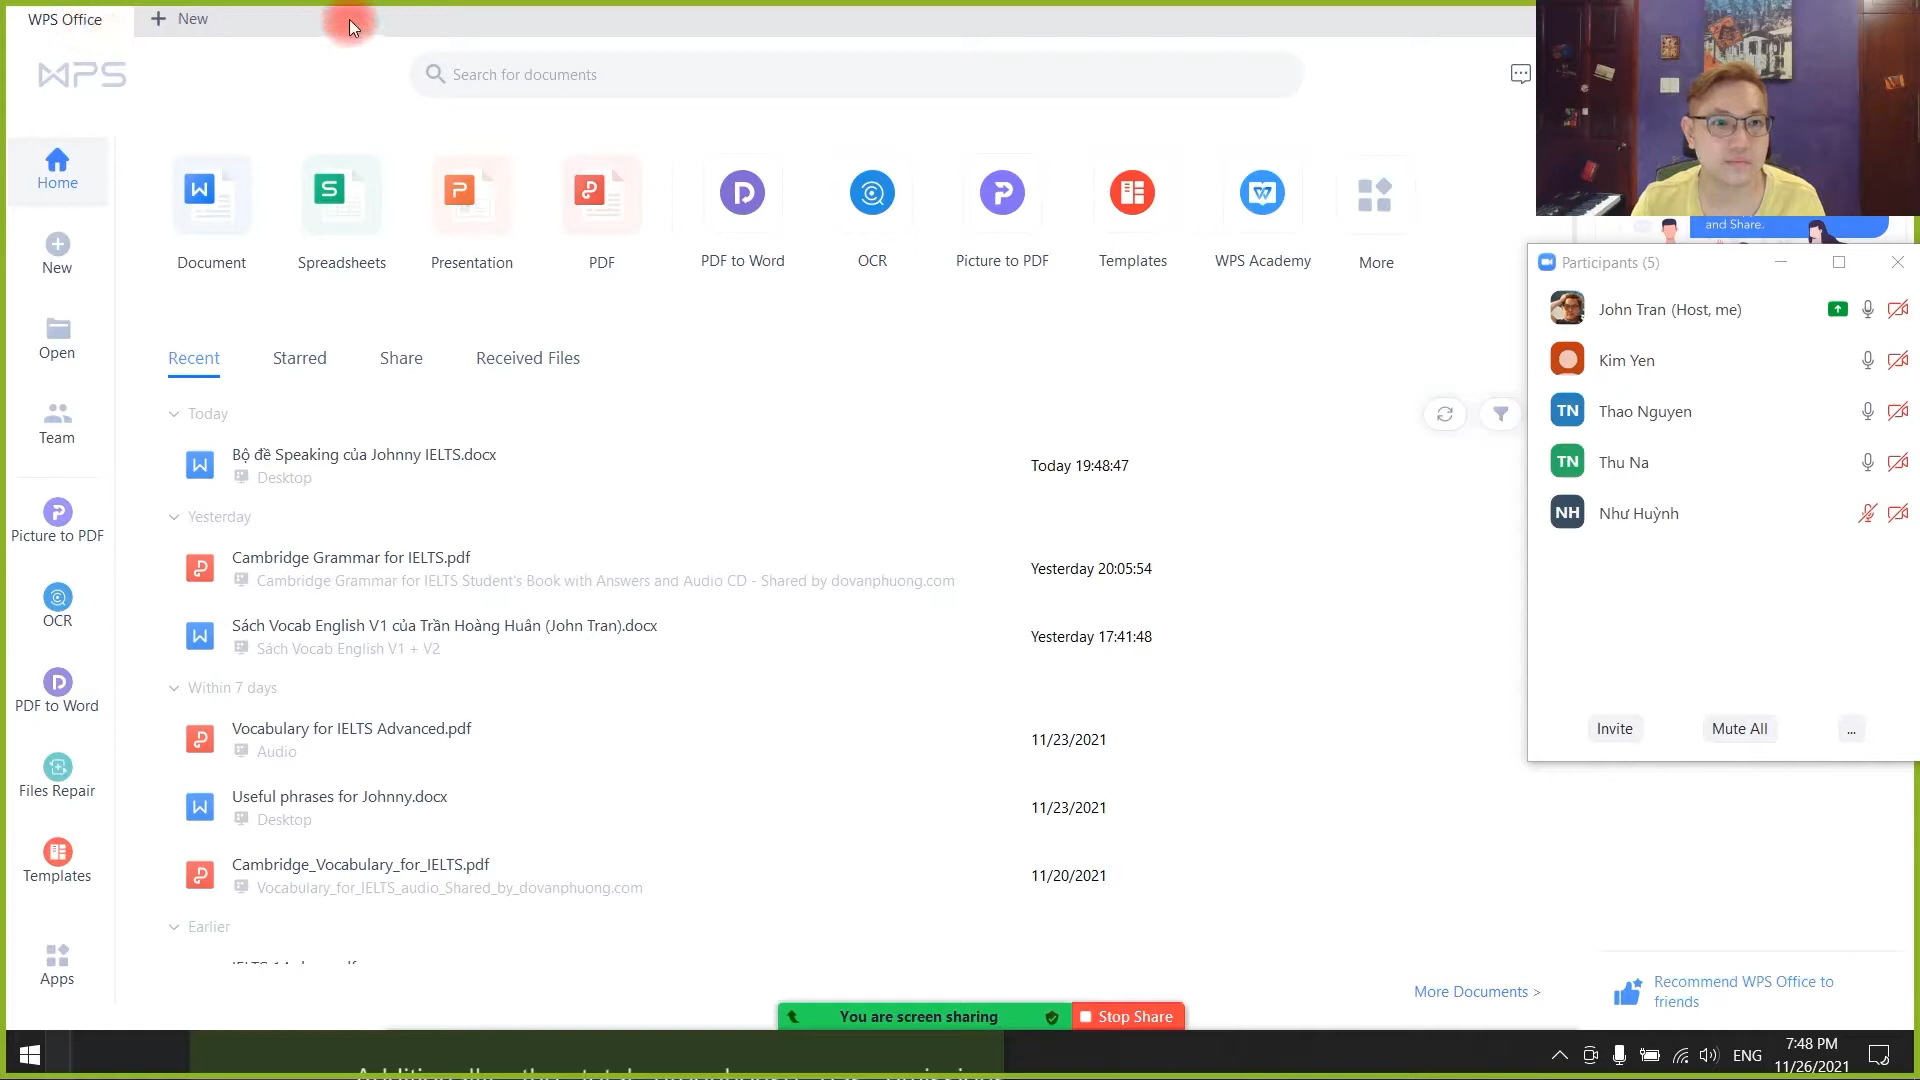 WPS Office
New
WPS
Search for documents
Home
New
Open
Team
Picture to PDF
OCR
PDF to Word
Files Repair
Templates
Apps
Document
Spreadsheets
Presentation
PDF
PDF to Word
OCR
Picture to PDF
Templates
WPS Academy
More
Recent
Starred
Share
Received Files
Today
Bộ đề Speaking của Johnny IELTS.docx
Desktop
Today 19:48:47
Yesterday
Cambridge Grammar for IELTS.pdf
Cambridge Grammar for IELTS Student's Book with Answers and Audio CD - Shared by dovanphuong.com
Yesterday 20:05:54
Sách Vocab English V1 của Trần Hoàng Huân (John Tran).docx
Sách Vocab English V1 + V2
Yesterday 17:41:48
Within 7 days
Vocabulary for IELTS Advanced.pdf
Audio
11/23/2021
Useful phrases for Johnny.docx
Desktop
11/23/2021
Cambridge_Vocabulary_for_IELTS.pdf
Vocabulary_for_IELTS_audio_Shared_by_dovanphuong.com
11/20/2021
Earlier
More Documents >
and Share.
Participants (5)
John Tran (Host, me)
Kim Yen
TN Thao Nguyen
TN Thu Na
NH Như Huỳnh
Invite
Mute All
...
Recommend WPS Office to
friends
You are screen sharing
Stop Share
ENG
7:48 PM
11/26/2021